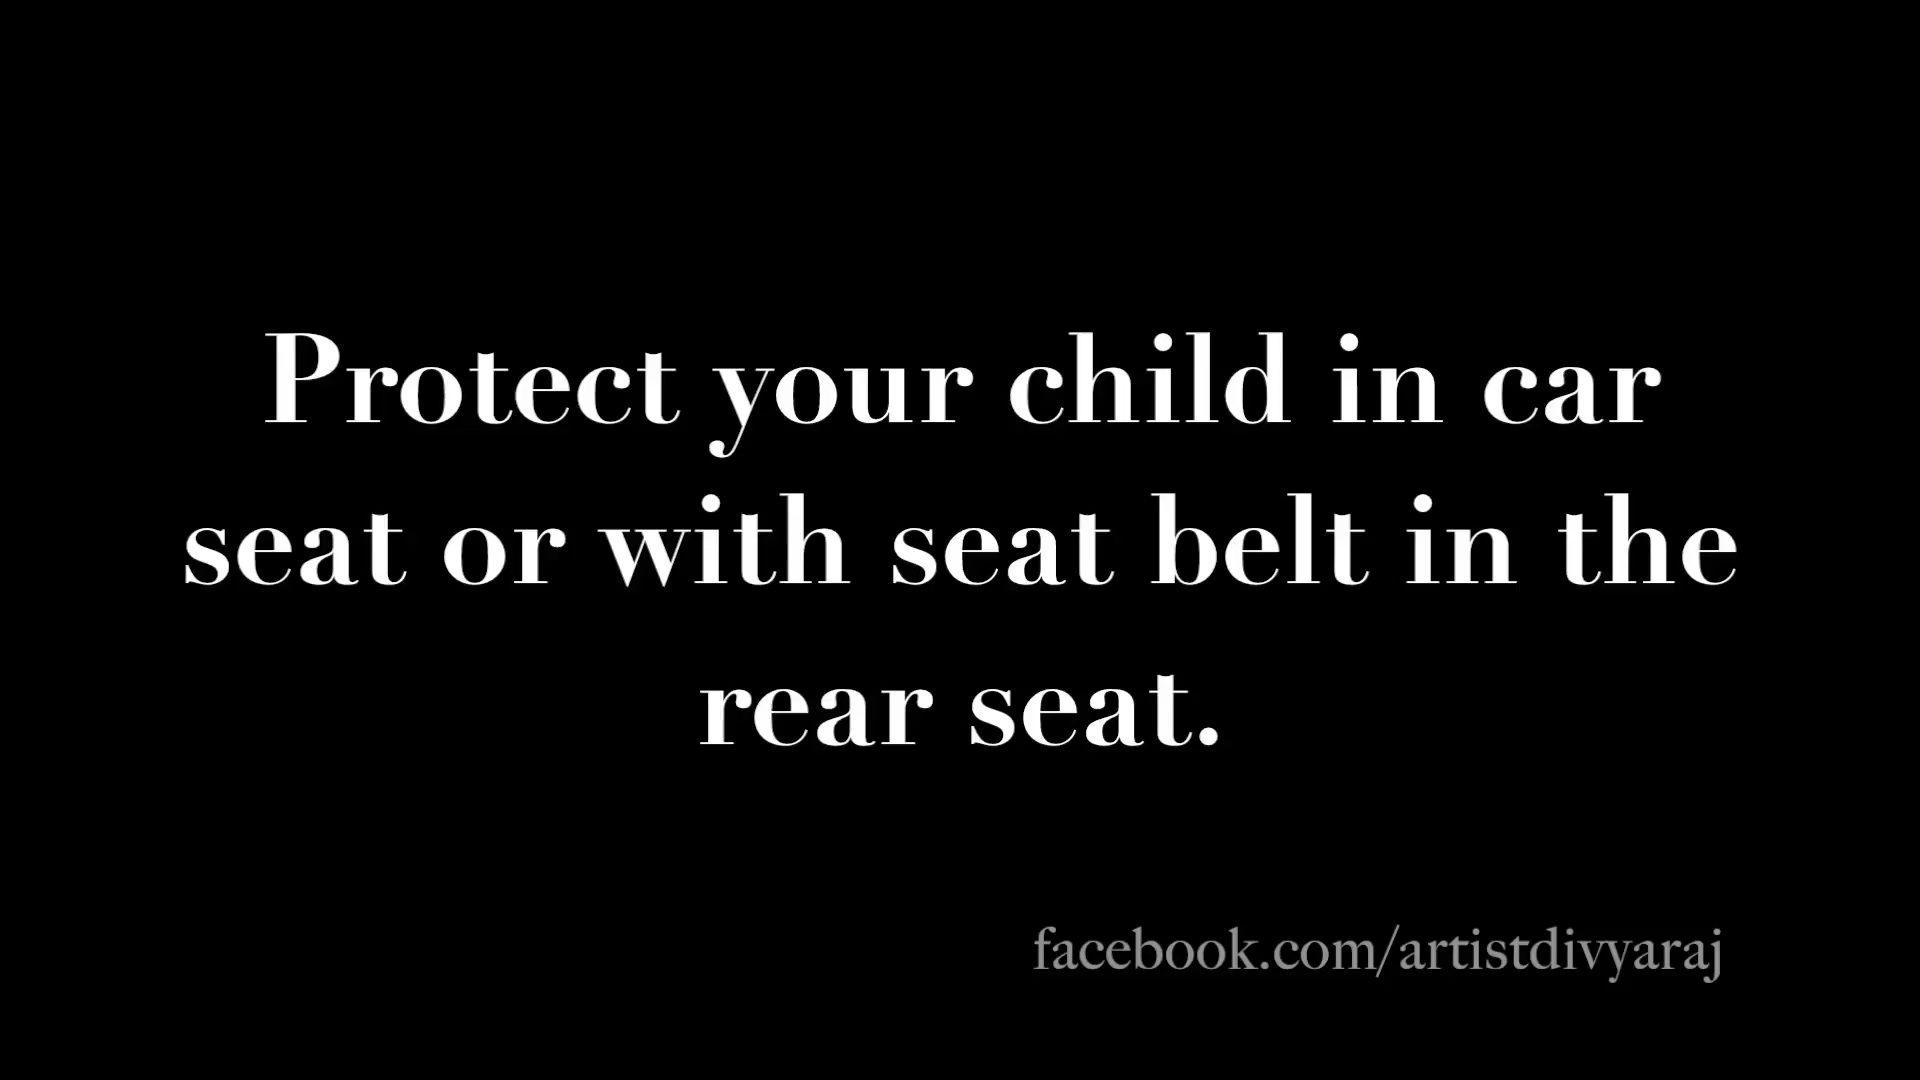 Protect your child in car
seat or with seat belt in the
rear seat.
facebook.com/artistdivyaraj